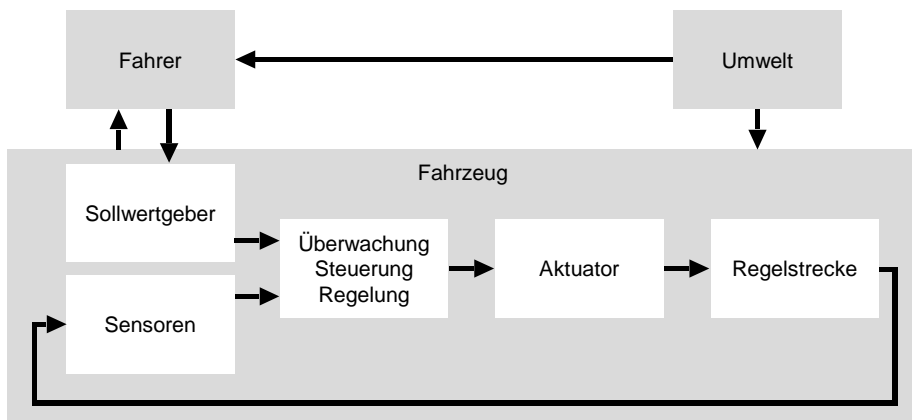 Fahrer
Umwelt
Fahrzeug
Sollwertgeber
Überwachung
Steuerung
Regelung
Aktuator
Regelstrecke
Sensoren